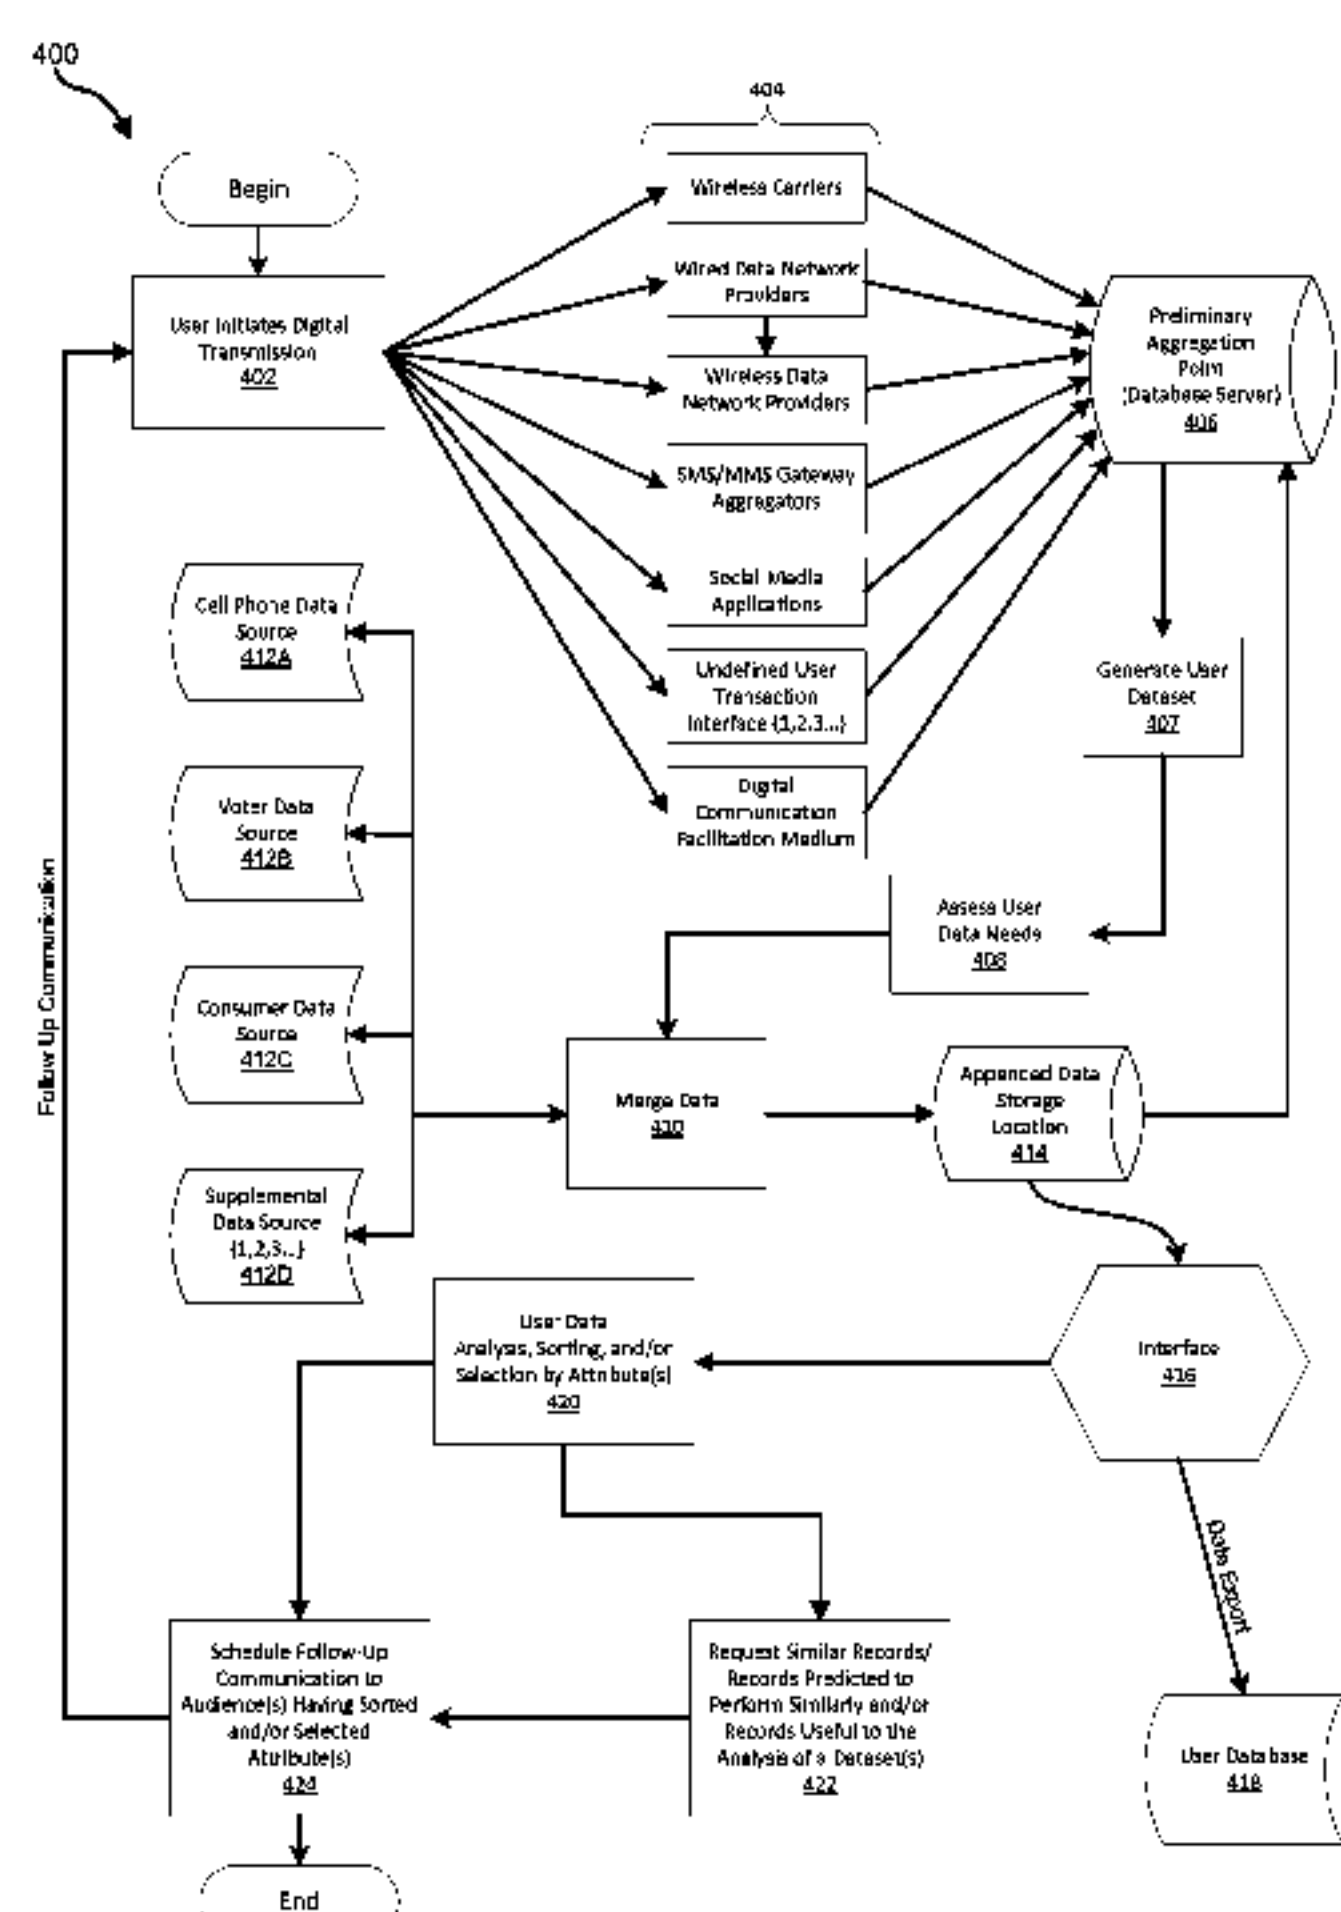 400
404
Begin
Wireless Carriers
Wired Data Network
Providers
User Initiates Digital
Transmission
402
Preliminary
Aggregation
Point
(Database Server)
406
Wireless Data
Network Providers
SMS/MMS Gateway
Aggregators
Social Media
Applications
Cell Phone Data
Source
412A
Undefined User
Transaction
Interface {1,2,3...}
Generate User
Dataset
407
Digital
Communication
Facilitation Medium
Voter Data
Source
412B
Assess User
Data Needs
408
Follow Up Communication
Consumer Data
Source
412C
Merge Data
410
Appended Data
Storage
Location
414
Supplemental
Data Source
{1,2,3...}
412D
User Data
Analysis, Sorting, and/or
Selection by Attribute(s)
420
Interface
416
Data Export
Schedule Follow-Up
Communication to
Audience(s) Having Sorted
and/or Selected
Attribute(s)
424
Request Similar Records/
Records Predicted to
Perform Similarly and/or
Records Useful to the
Analysis of a Dataset(s)
422
User Database
418
End